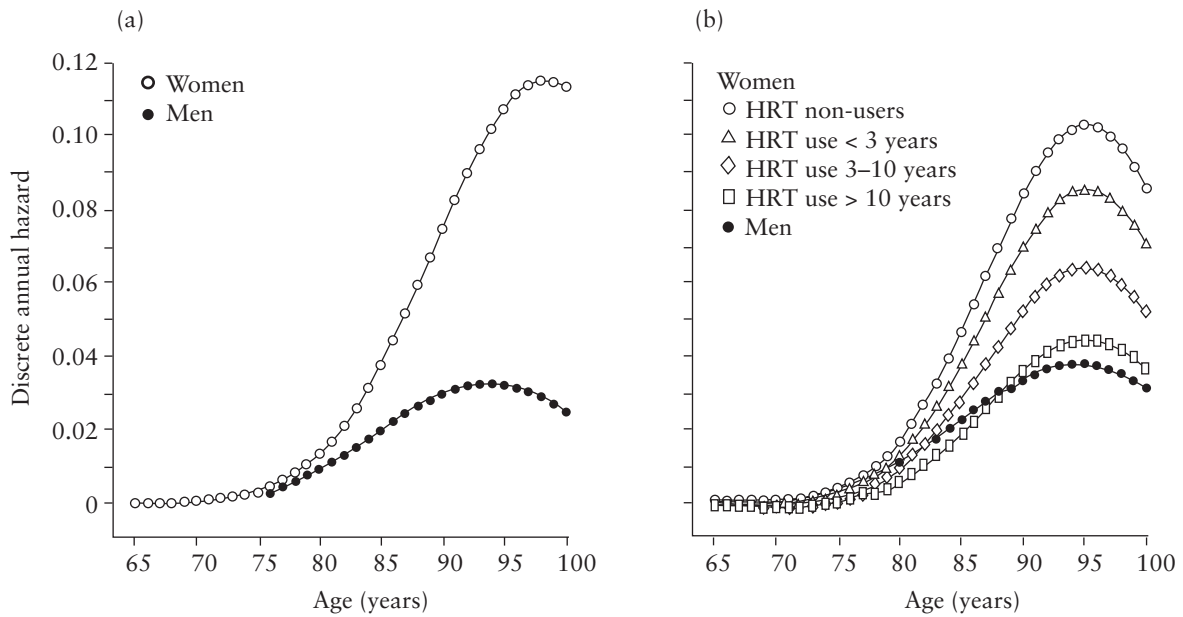 (a)
0.12
0.10
0.08
0.06
0.04
0.02
0
Discrete annual hazard
Women
Men
65 70 75 80 85 90 95 100
Age (years)
(b)
Women
HRT non-users
HRT use < 3 years
HRT use 3–10 years
HRT use > 10 years
Men
65 70 75 80 85 90 95 100
Age (years)